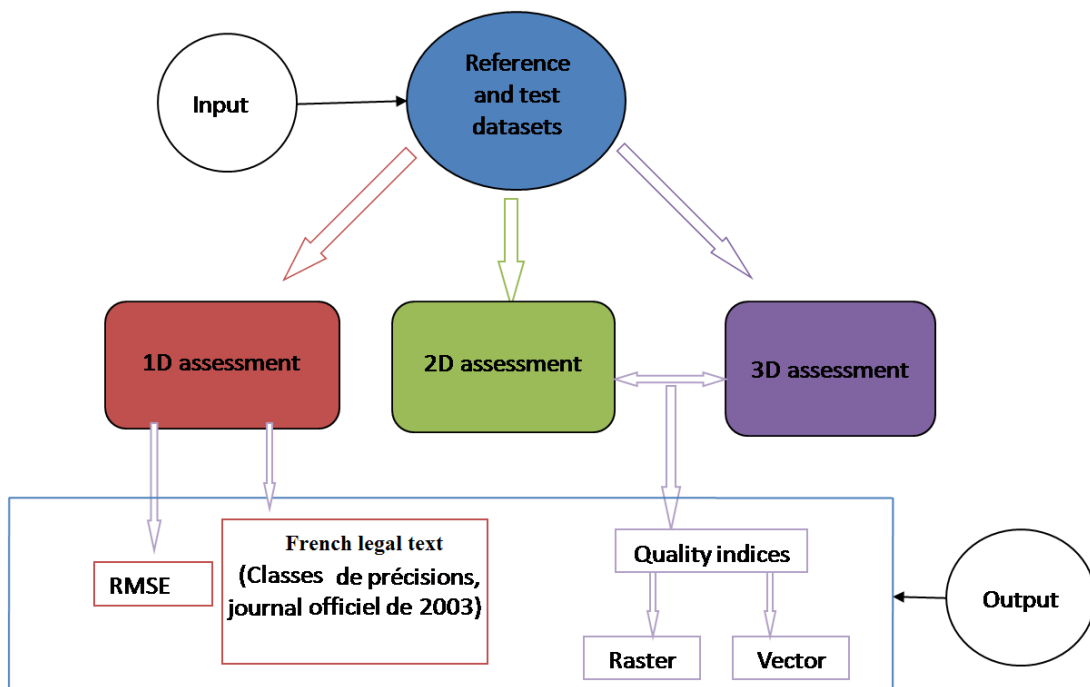 Input
Reference
and test
datasets
1D assessment
2D assessment
3D assessment
RMSE
French legal text
(Classes de précisions,
journal officiel de 2003)
Quality indices
Raster
Vector
Output